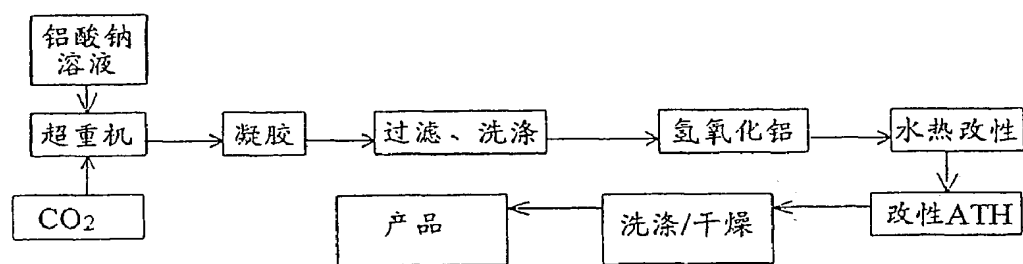 铝酸钠
溶液
超重机
凝胶
过滤、洗涤
氢氧化铝
水热改性
CO2
产品
洗涤/干燥
改性ATH